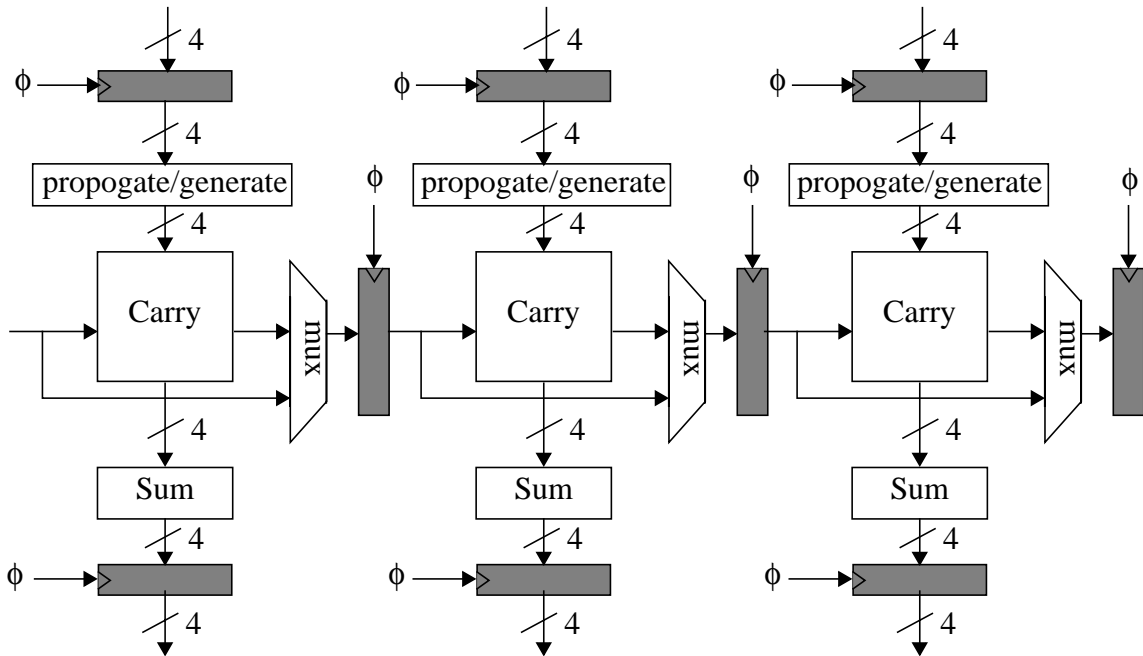 4 4 4
ϕ ϕ ϕ
4 4 4
propogate/generate ϕ propogate/generate ϕ propogate/generate ϕ
4 4 4
Carry mux Carry mux Carry mux
4 4 4
Sum Sum Sum
4 4 4
ϕ ϕ ϕ
4 4 4